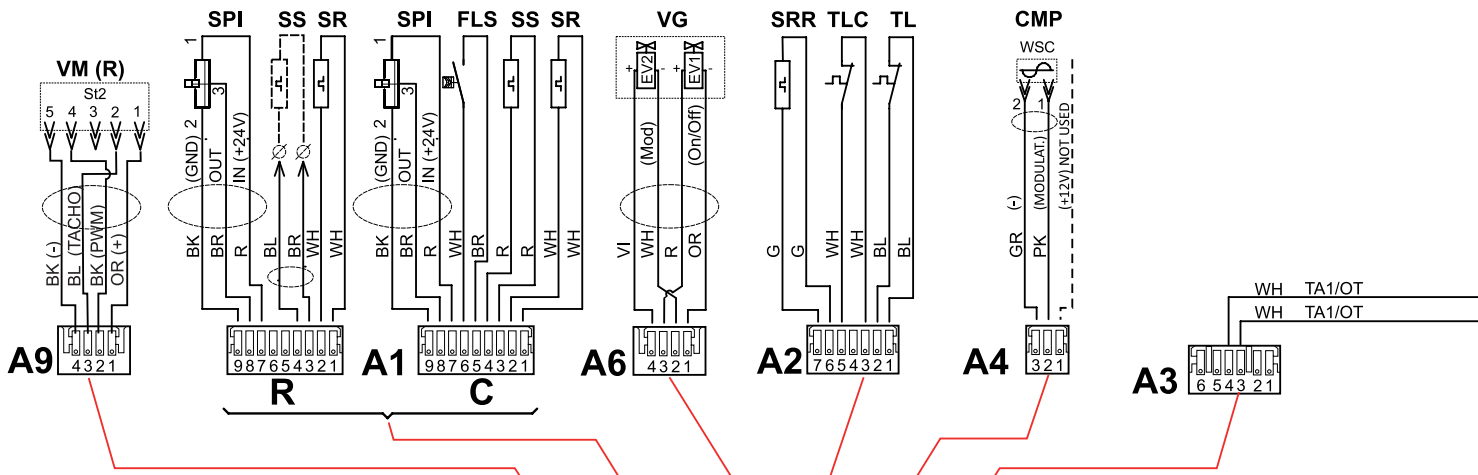 SPI SS SR SPI FLS SS SR VG SRR TLC TL CMP
WSC
VM (R)
St2
5 4 3 2 1
1
3
2
(GND)
OUT
IN (+24V)
1
3
2
(GND)
OUT
IN (+24V)
+ EV2 - + EV1 -
(Mod)
(On/Off)
2 1
(-)
(MODULAT.)
(+12V) NOT USED
BK (-)
BL (TACHO)
BK (PWM)
OR (+)
BK BR R BL BR WH WH
BK BR R WH BR R R WH WH
VI WH R OR
G G WH WH BL BL
GR PK
WH TA1/OT
WH TA1/OT
A9 4 3 2 1
9 8 7 6 5 4 3 2 1
A1 9 8 7 6 5 4 3 2 1
A6 4 3 2 1
A2 7 6 5 4 3 2 1
A4 3 2 1
A3 6 5 4 3 2 1
R C